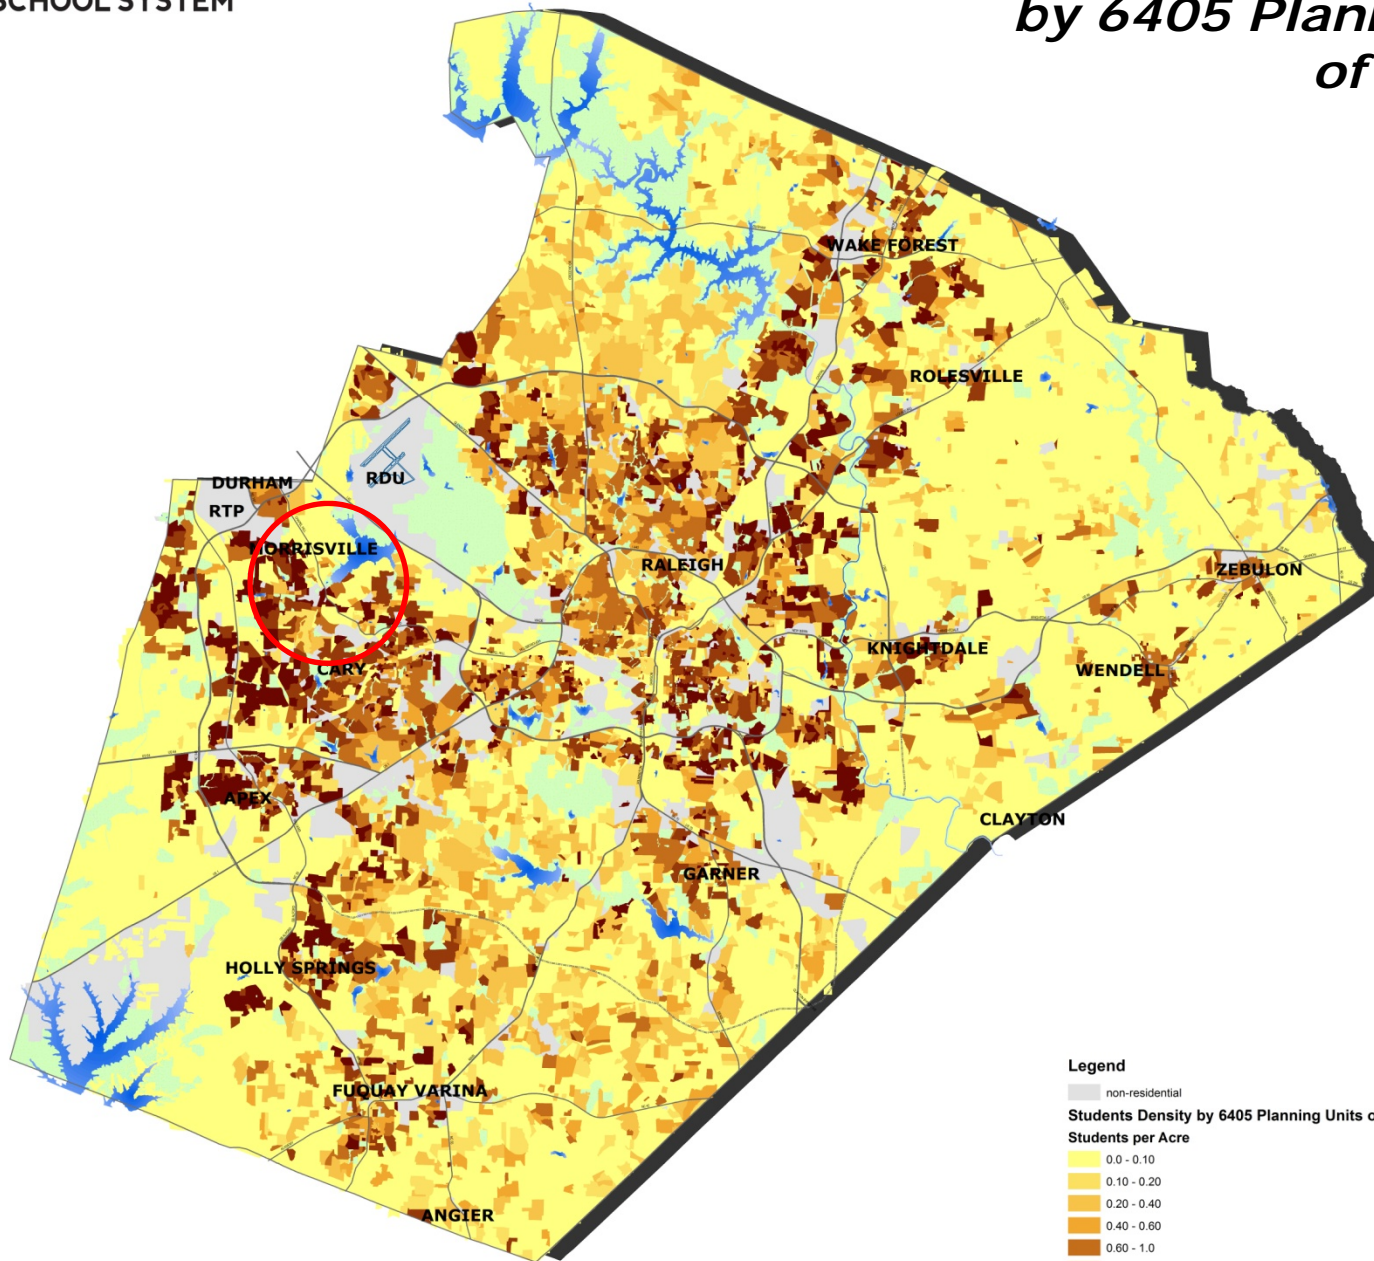 SCHOOL SYSTEM
by 6405 Plann
of
WAKE FOREST
ROLESVILLE
DURHAM
RDU
RTP
MORRISVILLE
RALEIGH
ZEBULON
KNIGHTDALE
WENDELL
CARY
APEX
CLAYTON
GARNER
HOLLY SPRINGS
FUQUAY VARINA
ANGIER
Legend
non-residential
Students Density by 6405 Planning Units o
Students per Acre
0.0 - 0.10
0.10 - 0.20
0.20 - 0.40
0.40 - 0.60
0.60 - 1.0